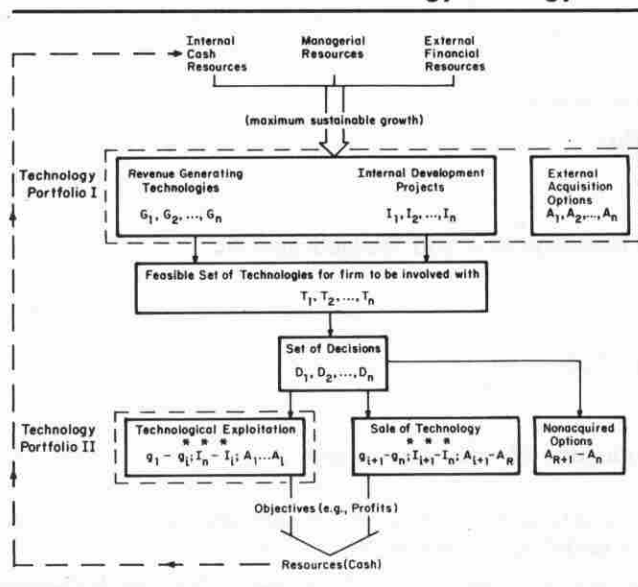 Internal
Cash
Resources
Managerial
Resources
External
Financial
Resources
(maximum sustainable growth)
Technology
Portfolio I
Revenue Generating
Technologies
G1, G2, ..., Gn
Internal Development
Projects
I1, I2, ..., In
External
Acquisition
Options
A1, A2, ..., An
Feasible Set of Technologies for firm to be involved with
T1, T2, ..., Tn
Set of Decisions
D1, D2, ..., Dn
Technology
Portfolio II
Technological Exploitation
* * *
g1 - gi; In - Ii; A1...Ai
Sale of Technology
* * *
gi+1-gn; Ii+1-In; Ai+1-AR
Nonacquired
Options
AR+1 - An
Objectives (e.g., Profits)
Resources (Cash)